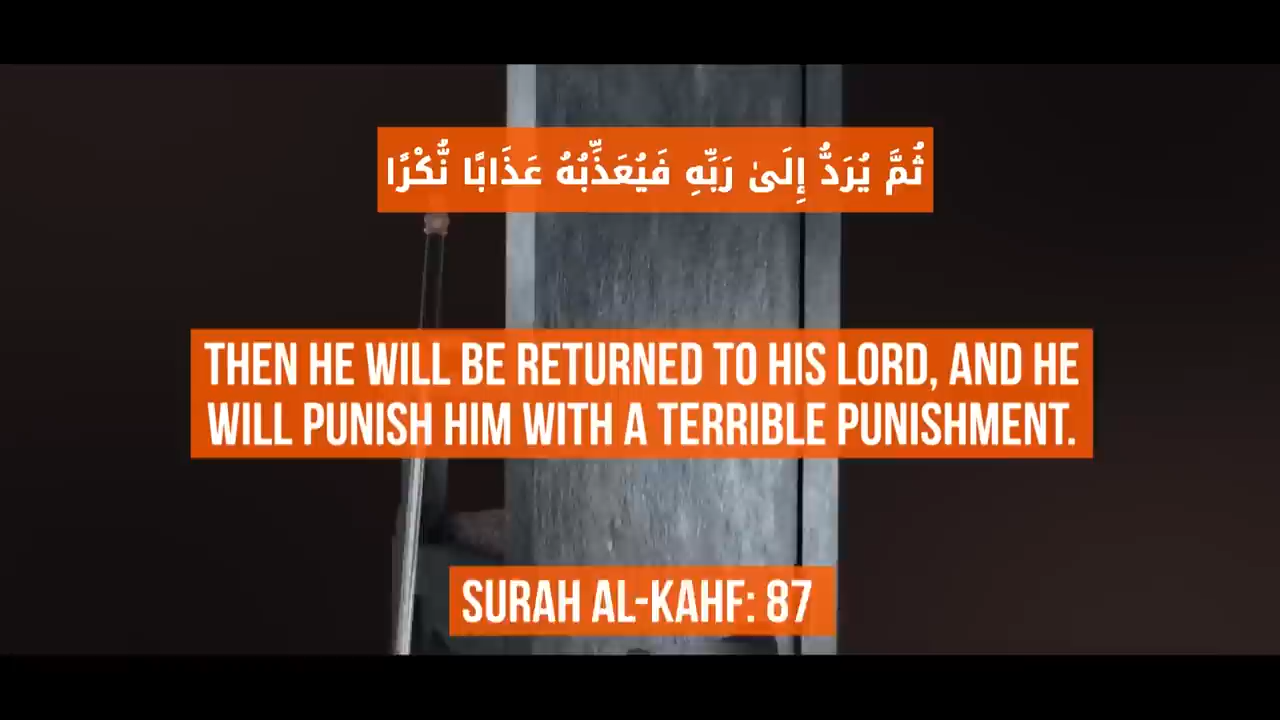 ثُمَّ يُرَدُّ إِلَىٰ رَبِّهِ فَيُعَذِّبُهُ عَذَابًا نُّكْرًا
THEN HE WILL BE RETURNED TO HIS LORD, AND HE
WILL PUNISH HIM WITH A TERRIBLE PUNISHMENT.
SURAH AL-KAHF: 87